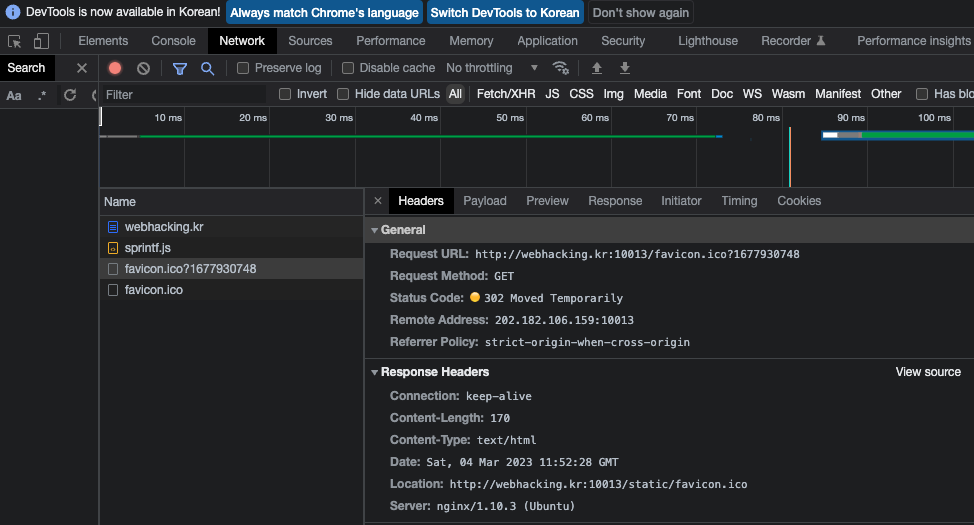 DevTools is now available in Korean! Always match Chrome's language Switch DevTools to Korean Don't show again
Elements Console Network Sources Performance Memory Application Security Lighthouse Recorder Performance insights
Search Preserve log Disable cache No throttling
Aa .* Filter Invert Hide data URLs All Fetch/XHR JS CSS Img Media Font Doc WS Wasm Manifest Other Has blo
10 ms 20 ms 30 ms 40 ms 50 ms 60 ms 70 ms 80 ms 90 ms 100 ms
Name
webhacking.kr
sprintf.js
favicon.ico?1677930748
favicon.ico
× Headers Payload Preview Response Initiator Timing Cookies
General
Request URL: http://webhacking.kr:10013/favicon.ico?1677930748
Request Method: GET
Status Code: 302 Moved Temporarily
Remote Address: 202.182.106.159:10013
Referrer Policy: strict-origin-when-cross-origin
Response Headers View source
Connection: keep-alive
Content-Length: 170
Content-Type: text/html
Date: Sat, 04 Mar 2023 11:52:28 GMT
Location: http://webhacking.kr:10013/static/favicon.ico
Server: nginx/1.10.3 (Ubuntu)